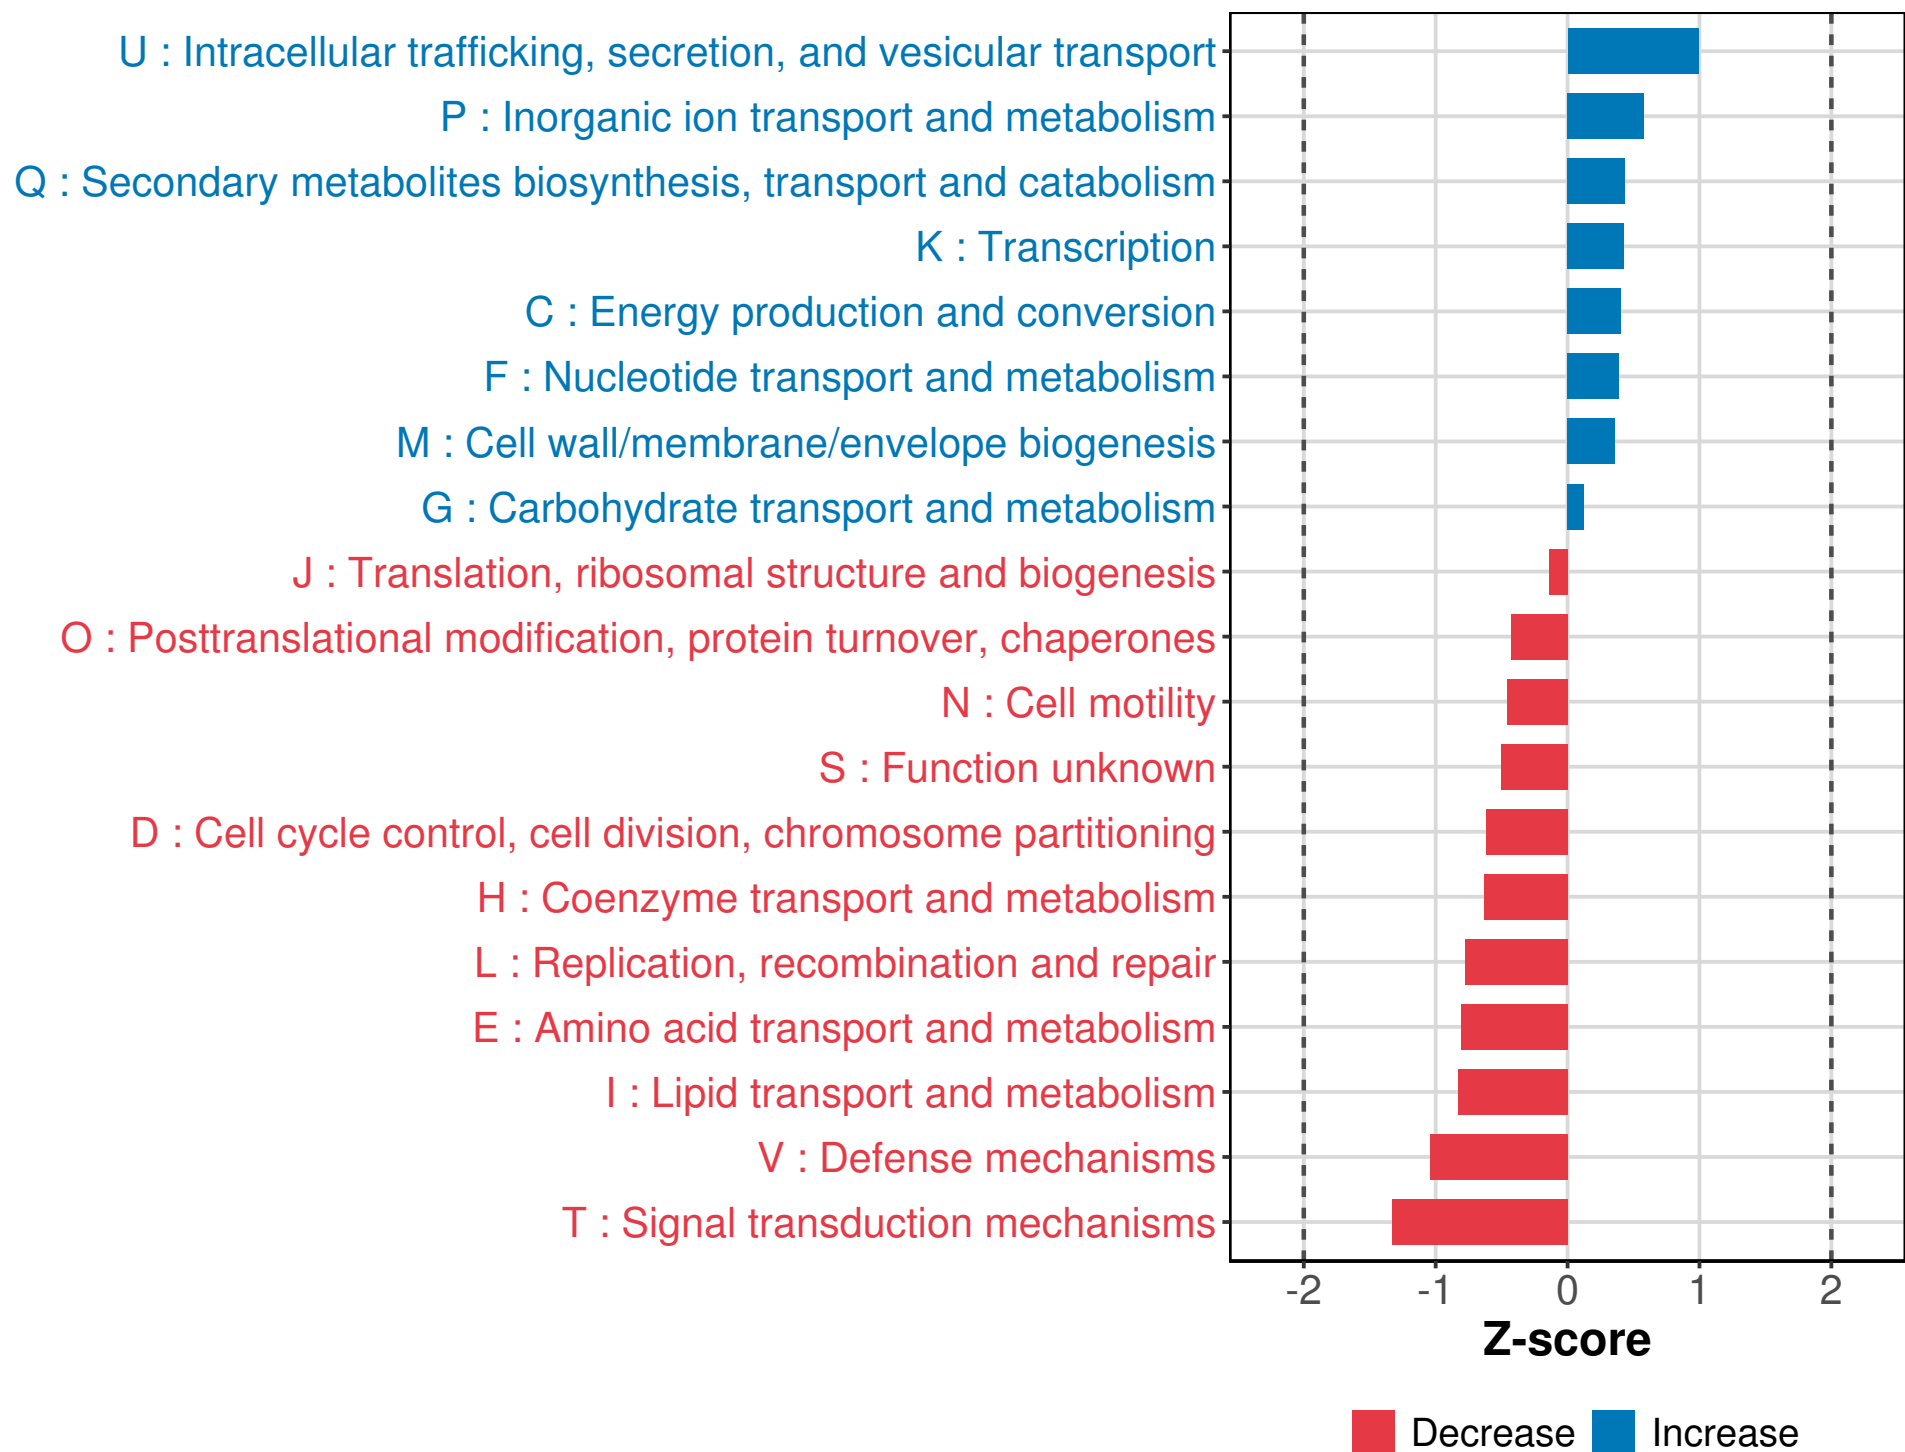 U : Intracellular trafficking, secretion, and vesicular transport
P : Inorganic ion transport and metabolism
Q : Secondary metabolites biosynthesis, transport and catabolism
K : Transcription
C : Energy production and conversion
F : Nucleotide transport and metabolism
M : Cell wall/membrane/envelope biogenesis
G : Carbohydrate transport and metabolism
J : Translation, ribosomal structure and biogenesis
O : Posttranslational modification, protein turnover, chaperones
N : Cell motility
S : Function unknown
D : Cell cycle control, cell division, chromosome partitioning
H : Coenzyme transport and metabolism
L : Replication, recombination and repair
E : Amino acid transport and metabolism
I : Lipid transport and metabolism
V : Defense mechanisms
T : Signal transduction mechanisms
-2 -1 0 1 2
Z-score
Decrease Increase